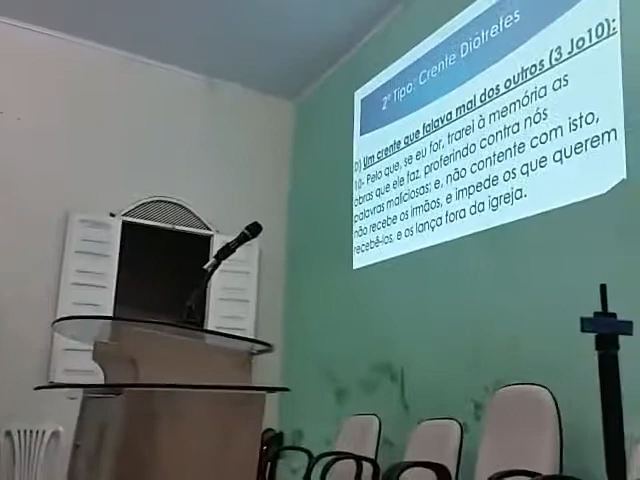 2º Tipo: Crente Diótrefes
D) Um crente que falava mal dos outros (3 Jo10):
10- Pelo que, se eu for, trarei à memória as
obras que ele faz, proferindo contra nós
palavras maliciosas; e, não contente com isto,
não recebe os irmãos, e impede os que querem
recebê-los, e os lança fora da igreja.